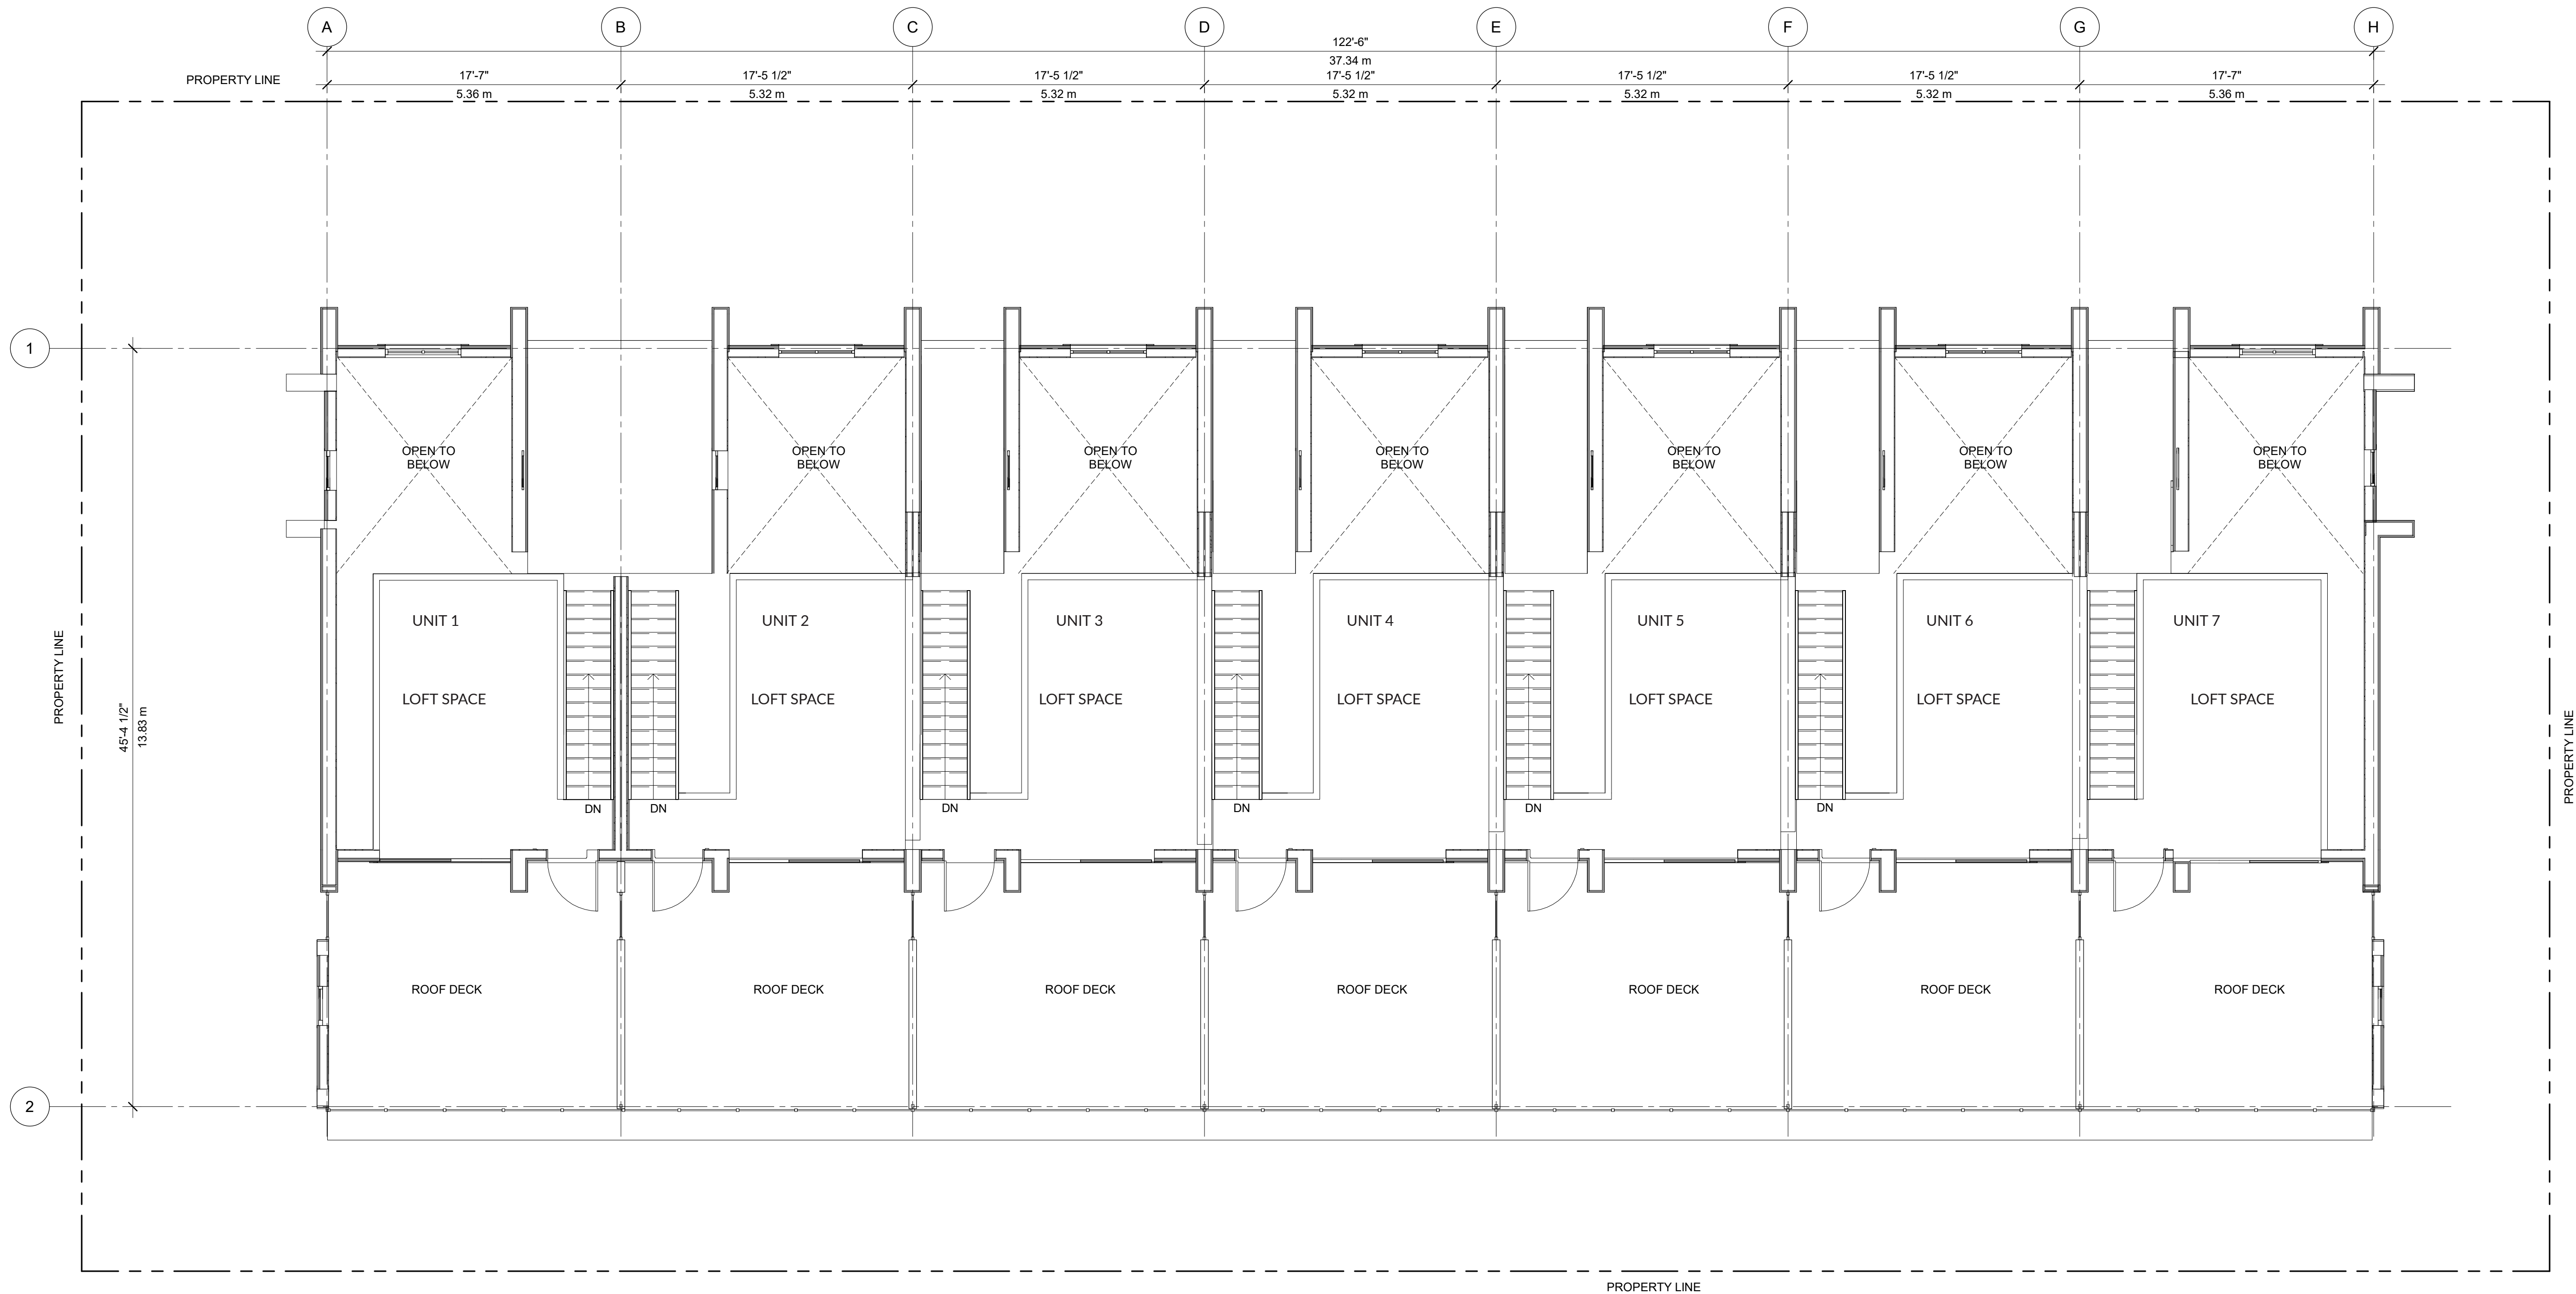 A B C D E F G H
122'-6"
37.34 m
PROPERTY LINE
17'-7" 17'-5 1/2" 17'-5 1/2" 17'-5 1/2" 17'-5 1/2" 17'-5 1/2" 17'-7"
5.36 m 5.32 m 5.32 m 5.32 m 5.32 m 5.32 m 5.36 m
1
OPEN TO OPEN TO OPEN TO OPEN TO OPEN TO OPEN TO OPEN TO
BELOW BELOW BELOW BELOW BELOW BELOW BELOW
UNIT 1 UNIT 2 UNIT 3 UNIT 4 UNIT 5 UNIT 6 UNIT 7
PROPERTY LINE
LOFT SPACE LOFT SPACE LOFT SPACE LOFT SPACE LOFT SPACE LOFT SPACE LOFT SPACE
45'-4 1/2"
13.83 m
PROPERTY LINE
DN DN DN DN DN DN
ROOF DECK ROOF DECK ROOF DECK ROOF DECK ROOF DECK ROOF DECK ROOF DECK
2
PROPERTY LINE